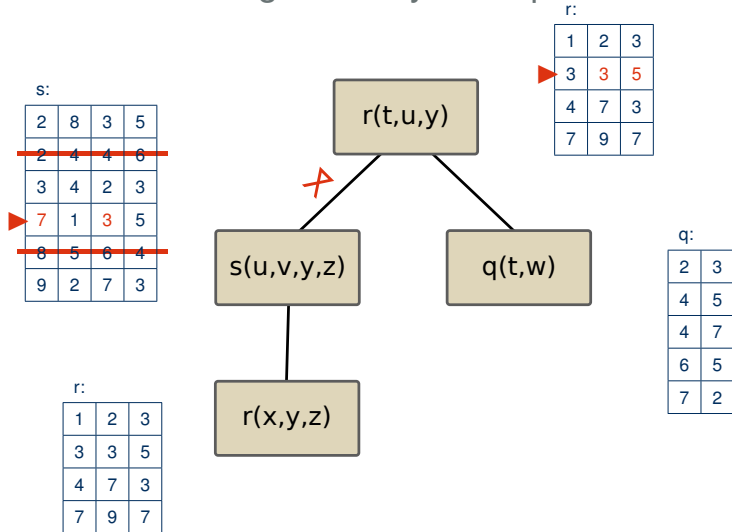 r:
1 2 3
3 3 5
4 7 3
7 9 7
s:
2 8 3 5
2 4 4 6
3 4 2 3
7 1 3 5
8 5 6 4
9 2 7 3
r(t,u,y)
s(u,v,y,z)
q(t,w)
r(x,y,z)
q:
2 3
4 5
4 7
6 5
7 2
r:
1 2 3
3 3 5
4 7 3
7 9 7